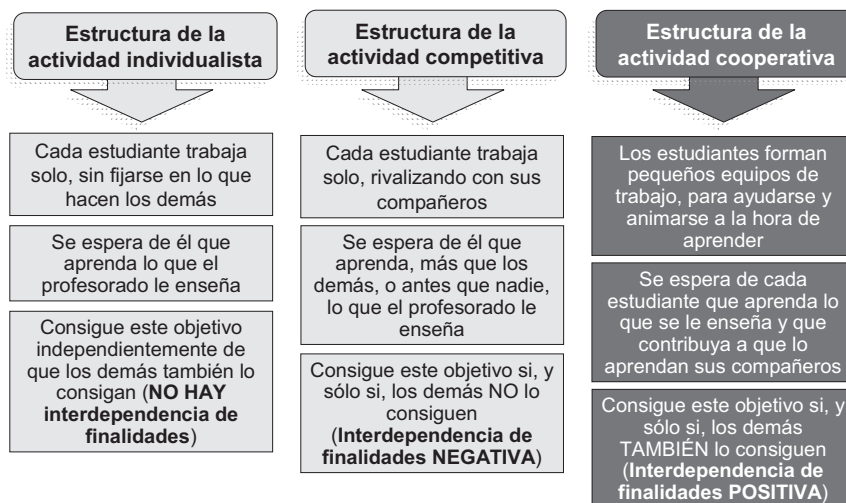 Estructura de la
actividad individualista
Cada estudiante trabaja
solo, sin fijarse en lo que
hacen los demás
Se espera de él que
aprenda lo que el
profesorado le enseña
Consigue este objetivo
independientemente de
que los demás también lo
consigan (NO HAY
interdependencia de
finalidades)
Estructura de la
actividad competitiva
Cada estudiante trabaja
solo, rivalizando con sus
compañeros
Se espera de él que
aprenda, más que los
demás, o antes que nadie,
lo que el profesorado le
enseña
Consigue este objetivo si, y
sólo si, los demás NO lo
consiguen
(Interdependencia de
finalidades NEGATIVA)
Estructura de la
actividad cooperativa
Los estudiantes forman
pequeños equipos de
trabajo, para ayudarse y
animarse a la hora de
aprender
Se espera de cada
estudiante que aprenda lo
que se le enseña y que
contribuya a que lo
aprendan sus compañeros
Consigue este objetivo si, y
sólo si, los demás
TAMBIÉN lo consiguen
(Interdependencia de
finalidades POSITIVA)